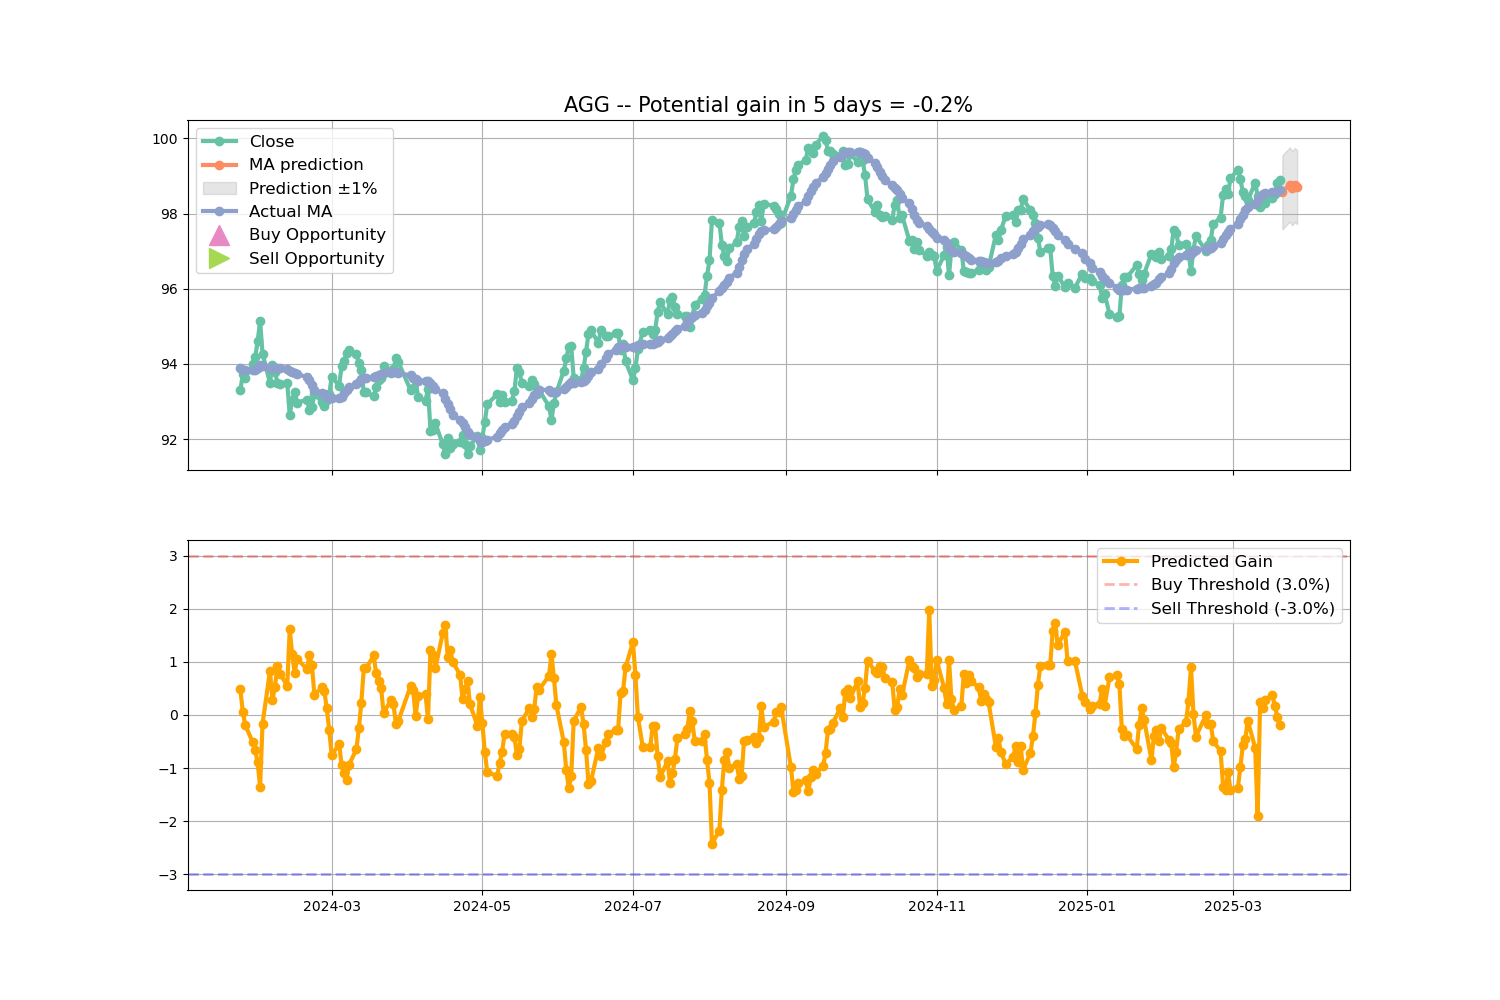 AGG -- Potential gain in 5 days = -0.2%
100
98
96
94
92
Close
MA prediction
Prediction ±1%
Actual MA
Buy Opportunity
Sell Opportunity
3
2
1
0
−1
−2
−3
Predicted Gain
Buy Threshold (3.0%)
Sell Threshold (-3.0%)
2024-03
2024-05
2024-07
2024-09
2024-11
2025-01
2025-03